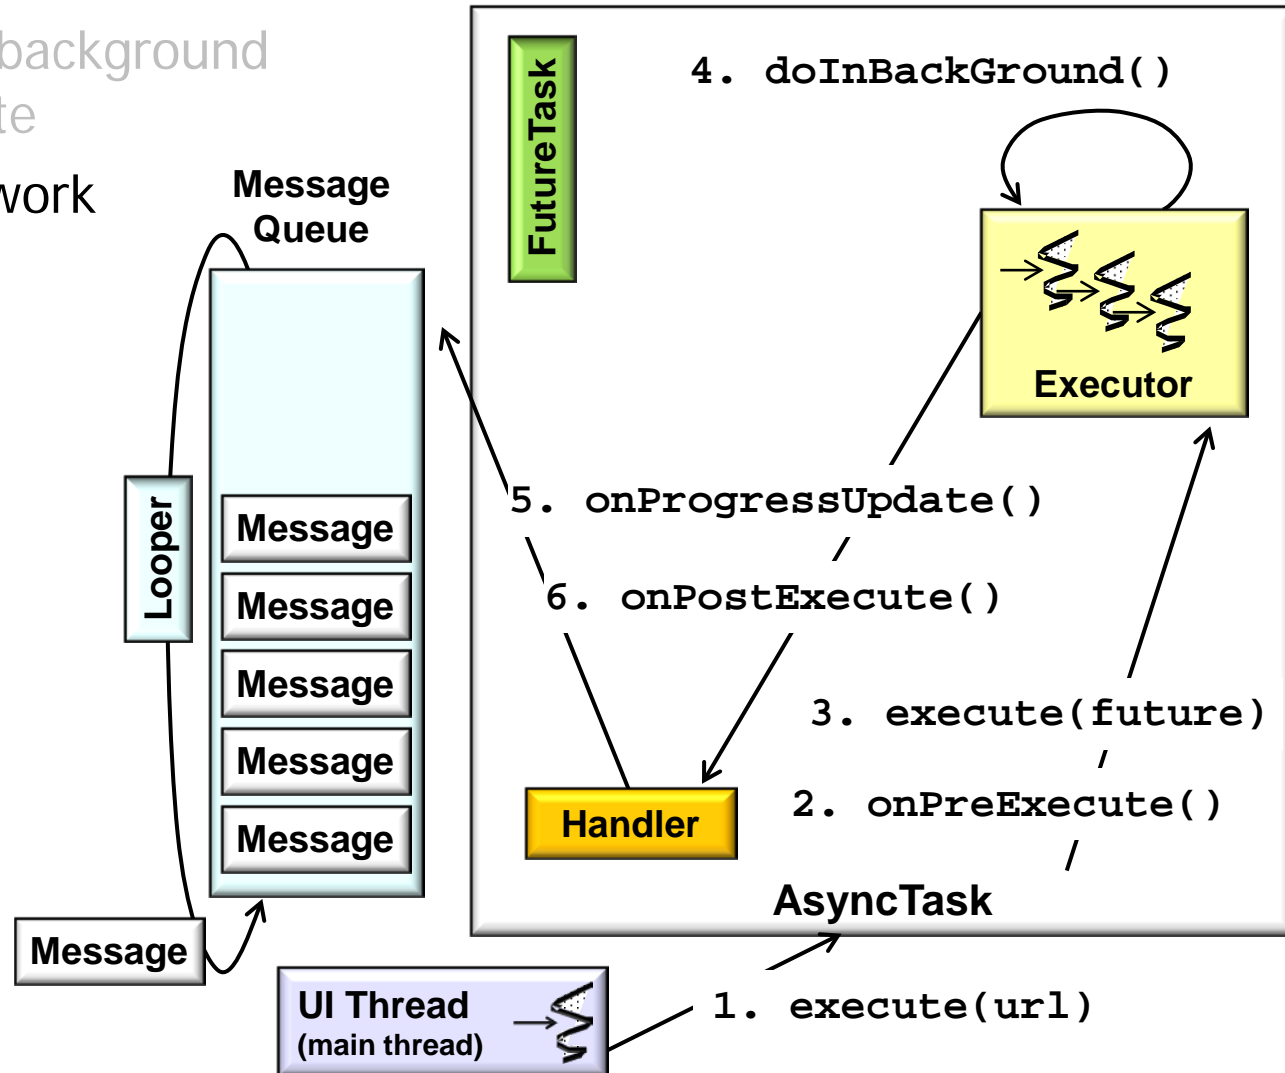 background
te
work
Message
Queue
FutureTask
4. doInBackGround()
Executor
Looper
Message
Message
Message
Message
Message
Message
5. onProgressUpdate()
6. onPostExecute()
3. execute(future)
2. onPreExecute()
Handler
AsyncTask
UI Thread
(main thread)
1. execute(url)